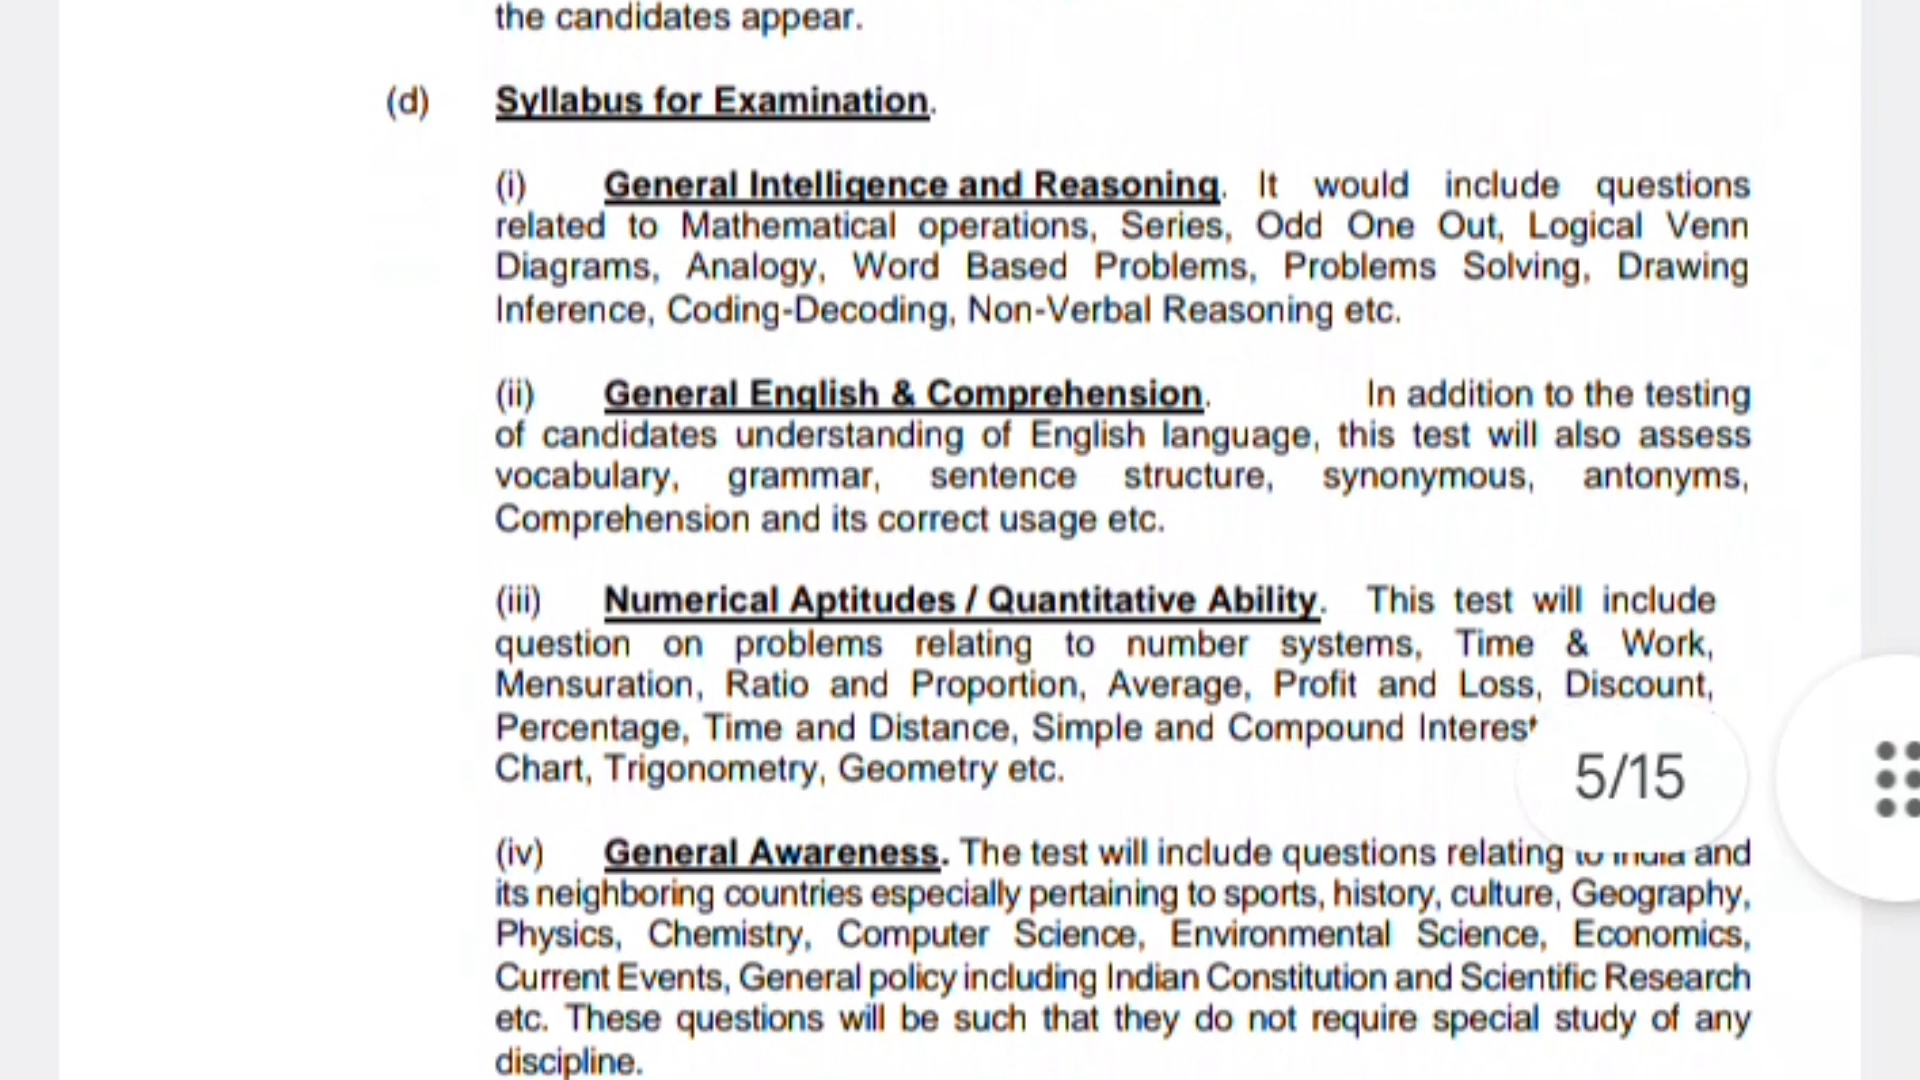 the candidates appear.
(d) Syllabus for Examination.
(i) General Intelligence and Reasoning. It would include questions
related to Mathematical operations, Series, Odd One Out, Logical Venn
Diagrams, Analogy, Word Based Problems, Problems Solving, Drawing
Inference, Coding-Decoding, Non-Verbal Reasoning etc.
(ii) General English & Comprehension. In addition to the testing
of candidates understanding of English language, this test will also assess
vocabulary, grammar, sentence structure, synonymous, antonyms,
Comprehension and its correct usage etc.
(iii) Numerical Aptitudes / Quantitative Ability. This test will include
question on problems relating to number systems, Time & Work,
Mensuration, Ratio and Proportion, Average, Profit and Loss, Discount,
Percentage, Time and Distance, Simple and Compound Interest
Chart, Trigonometry, Geometry etc.
5/15
(iv) General Awareness. The test will include questions relating to India and
its neighboring countries especially pertaining to sports, history, culture, Geography,
Physics, Chemistry, Computer Science, Environmental Science, Economics,
Current Events, General policy including Indian Constitution and Scientific Research
etc. These questions will be such that they do not require special study of any
discipline.